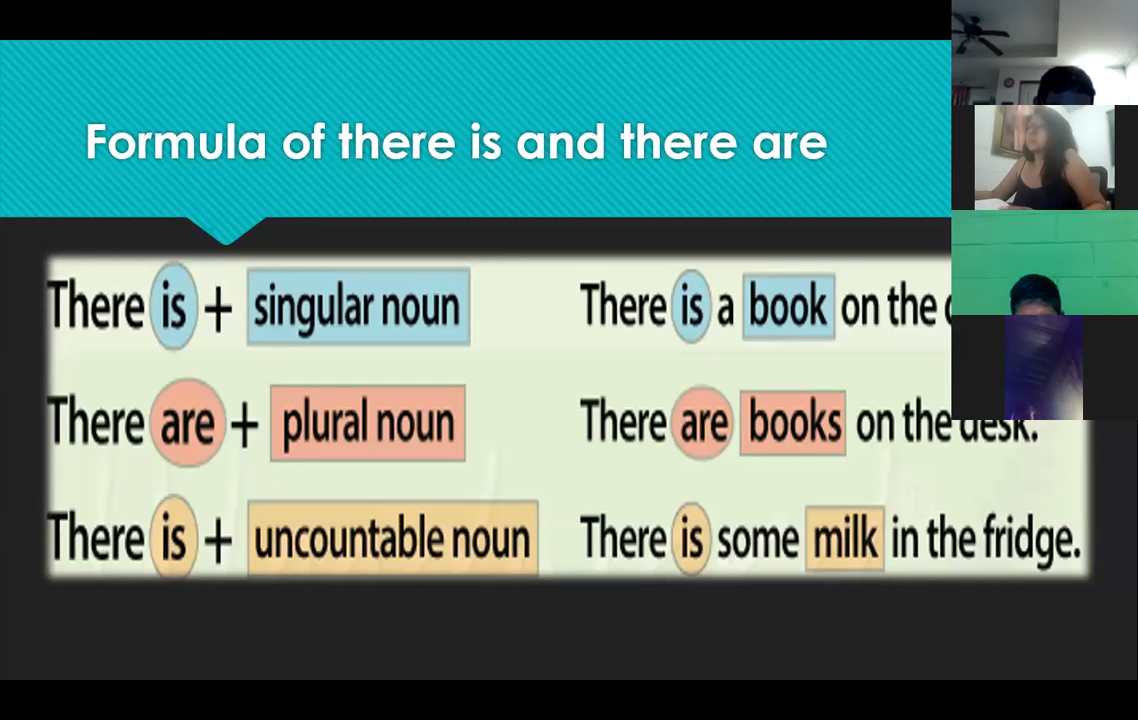 Formula of there is and there are
There is + singular noun
There is a book on the
There are + plural noun
There are books on the desk.
There is + uncountable noun
There is some milk in the fridge.